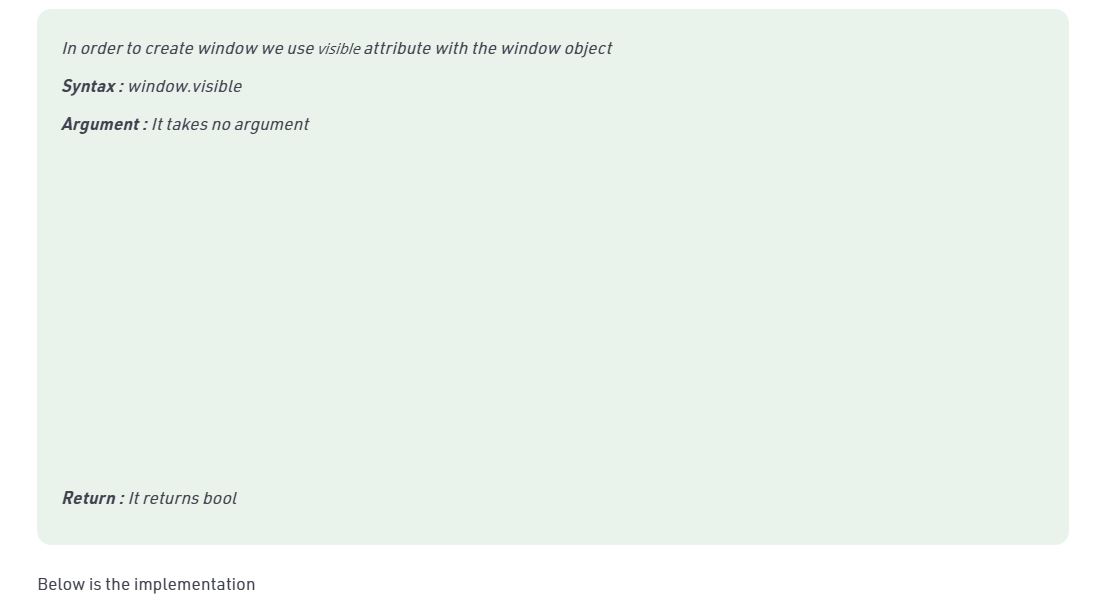 In order to create window we use visible attribute with the window object
Syntax : window.visible
Argument : It takes no argument
Return : It returns bool
Below is the implementation